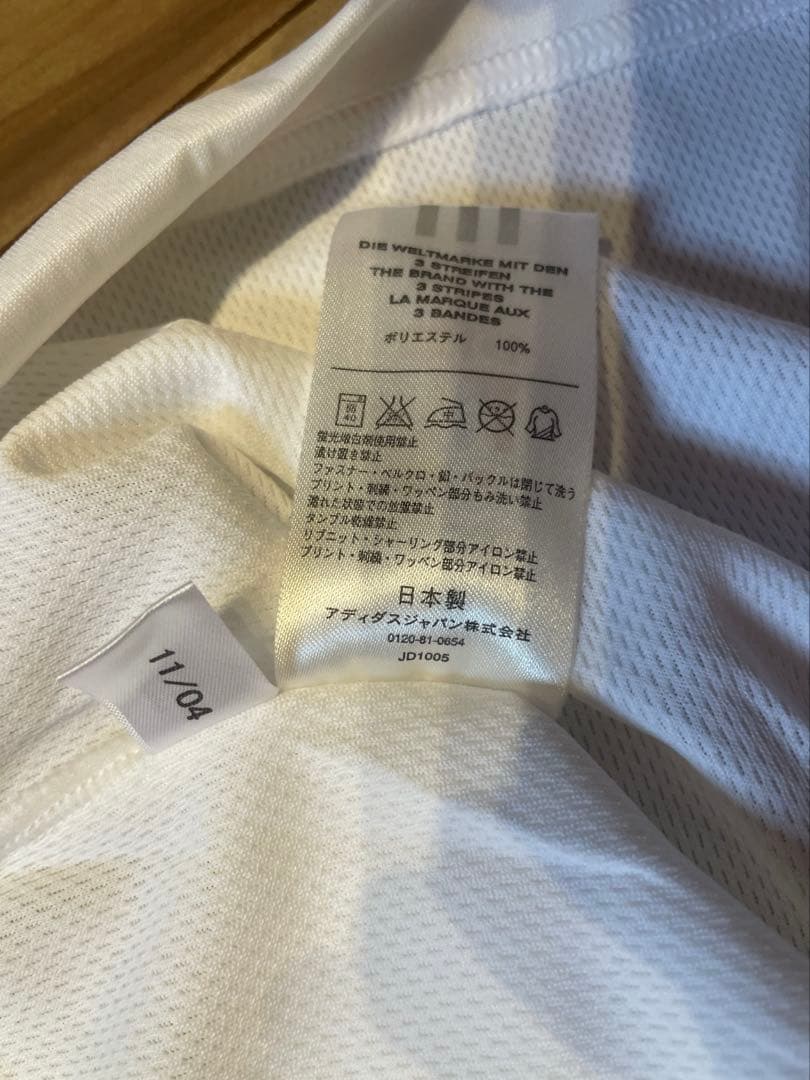 DIE WELTMARKE MIT DEN
3 STREIFEN
THE BRAND WITH THE
3 STRIPES
LA MARQUE AUX
3 BANDES
ポリエステル 100%
弱
40
中
蛍光増白剤使用禁止
漬け置き禁止
ファスナー・ベルクロ・釦・バックルは閉じて洗う
プリント・刺繍・ワッペン部分もみ洗い禁止
濡れた状態での放置禁止
タンブル乾燥禁止
リブニット・シャーリング部分アイロン禁止
プリント・刺繍・ワッペン部分アイロン禁止
日本製
アディダスジャパン株式会社
0120-81-0654
JD1005
11/04